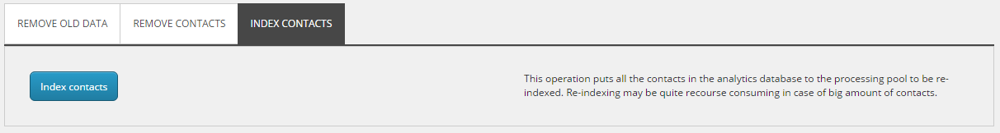 REMOVE OLD DATA
REMOVE CONTACTS
INDEX CONTACTS
Index contacts
This operation puts all the contacts in the analytics database to the processing pool to be re-
indexed. Re-indexing may be quite recourse consuming in case of big amount of contacts.